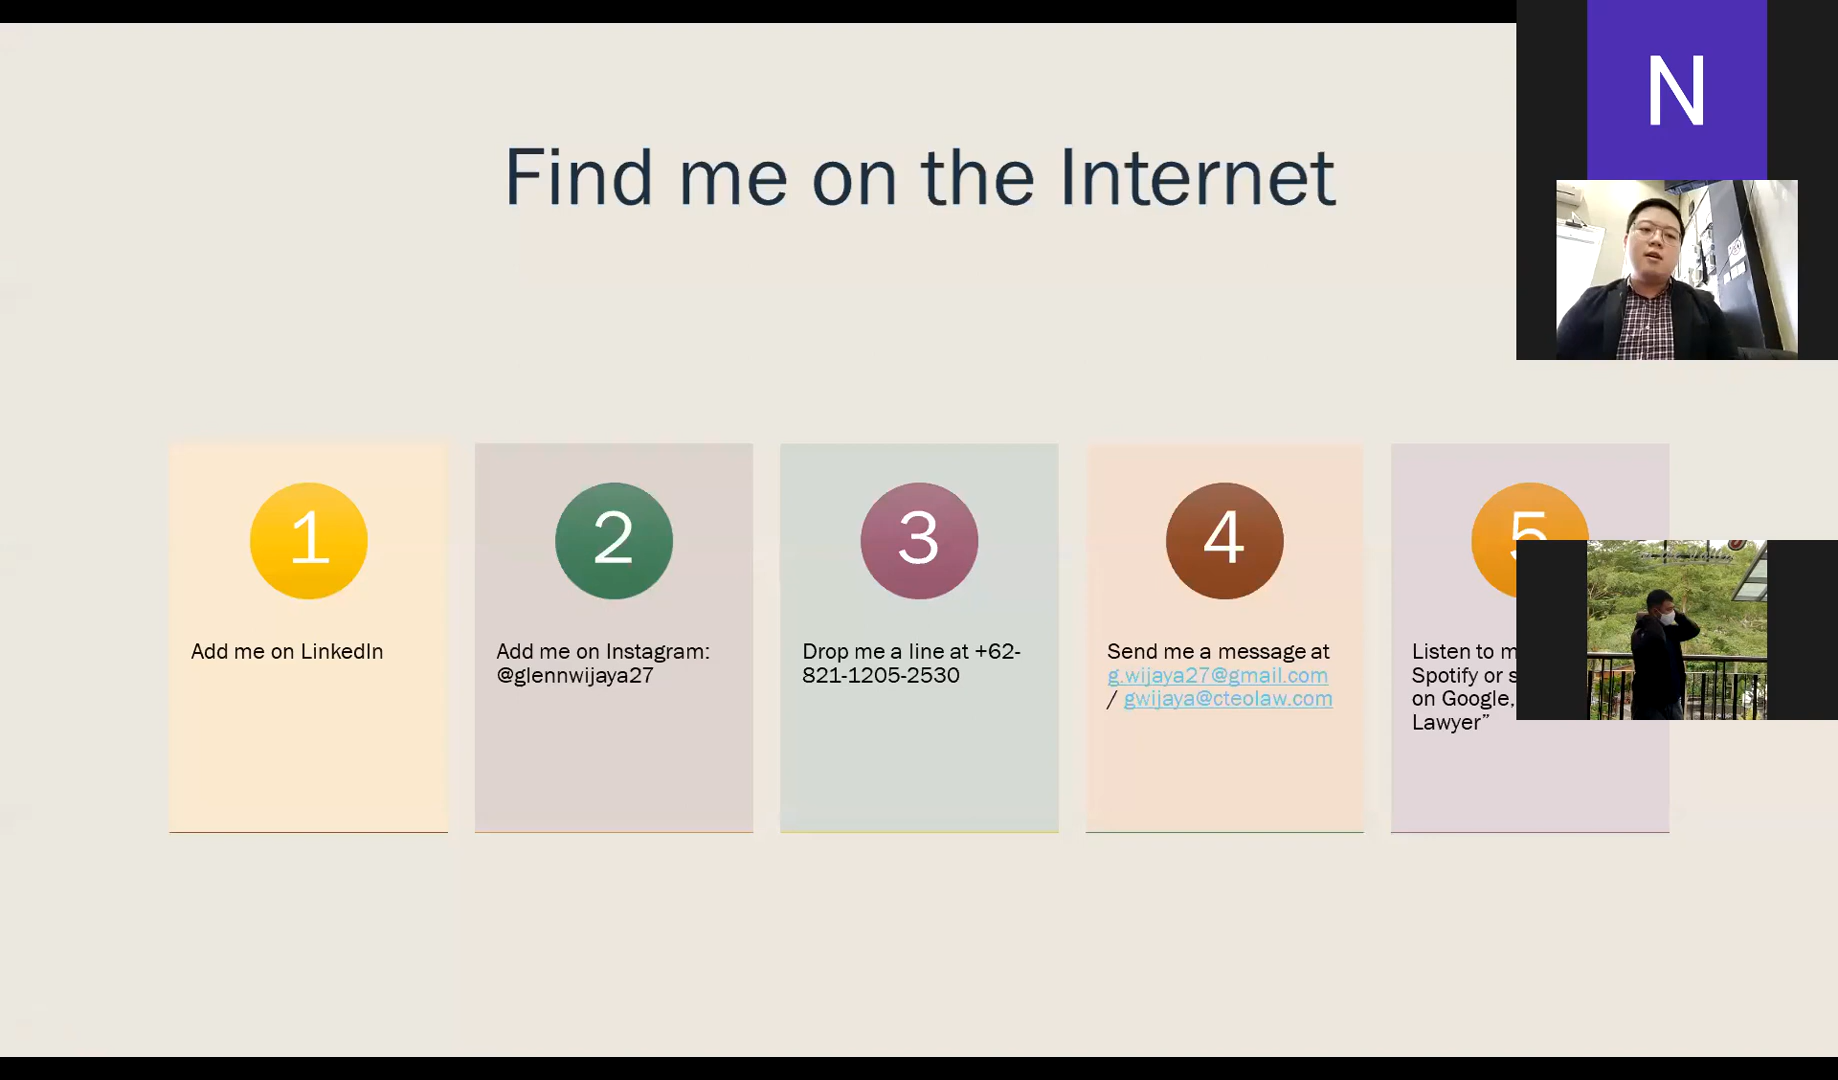 Find me on the Internet
N
1
Add me on LinkedIn
2
Add me on Instagram:
@glennwijaya27
3
Drop me a line at +62-
821-1205-2530
4
Send me a message at
g.wijaya27@gmail.com
/ gwijaya@cteolaw.com
5
Listen to
Spotify or
on Google,
Lawyer”